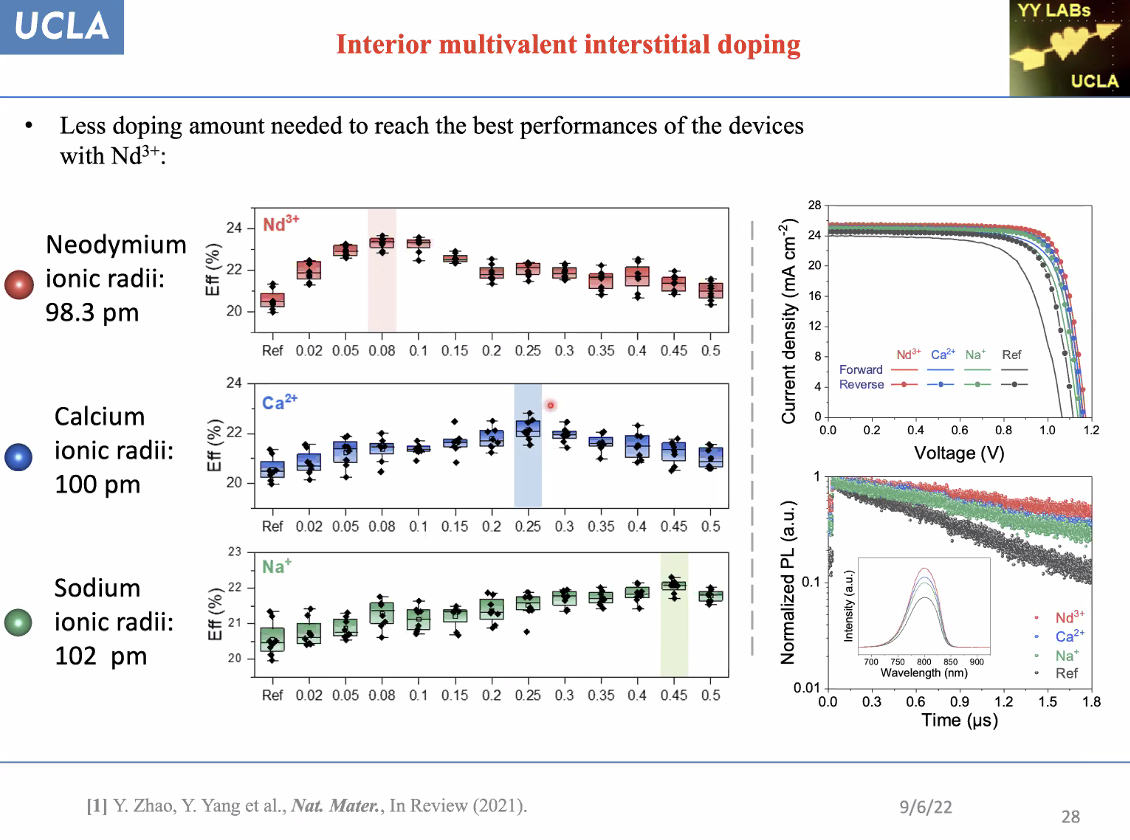 UCLA
Interior multivalent interstitial doping
YY LABs
UCLA
• Less doping amount needed to reach the best performances of the devices
with Nd³⁺:
Neodymium
ionic radii:
98.3 pm
Calcium
ionic radii:
100 pm
Sodium
ionic radii:
102 pm
Nd³⁺
Eff (%)
24
22
20
Ref 0.02 0.05 0.08 0.1 0.15 0.2 0.25 0.3 0.35 0.4 0.45 0.5
Ca²⁺
Eff (%)
24
22
20
Ref 0.02 0.05 0.08 0.1 0.15 0.2 0.25 0.3 0.35 0.4 0.45 0.5
Na⁺
Eff (%)
23
22
21
20
Ref 0.02 0.05 0.08 0.1 0.15 0.2 0.25 0.3 0.35 0.4 0.45 0.5
Current density (mA cm⁻²)
28
24
20
16
12
8
4
0
Nd³⁺ Ca²⁺ Na⁺ Ref
Forward
Reverse
0.0 0.2 0.4 0.6 0.8 1.0 1.2
Voltage (V)
Normalized PL (a.u.)
1
0.1
0.01
Intensity (a.u.)
700 750 800 850 900
Wavelength (nm)
Nd³⁺
Ca²⁺
Na⁺
Ref
0.0 0.3 0.6 0.9 1.2 1.5 1.8
Time (μs)
[1] Y. Zhao, Y. Yang et al., Nat. Mater., In Review (2021).
9/6/22
28